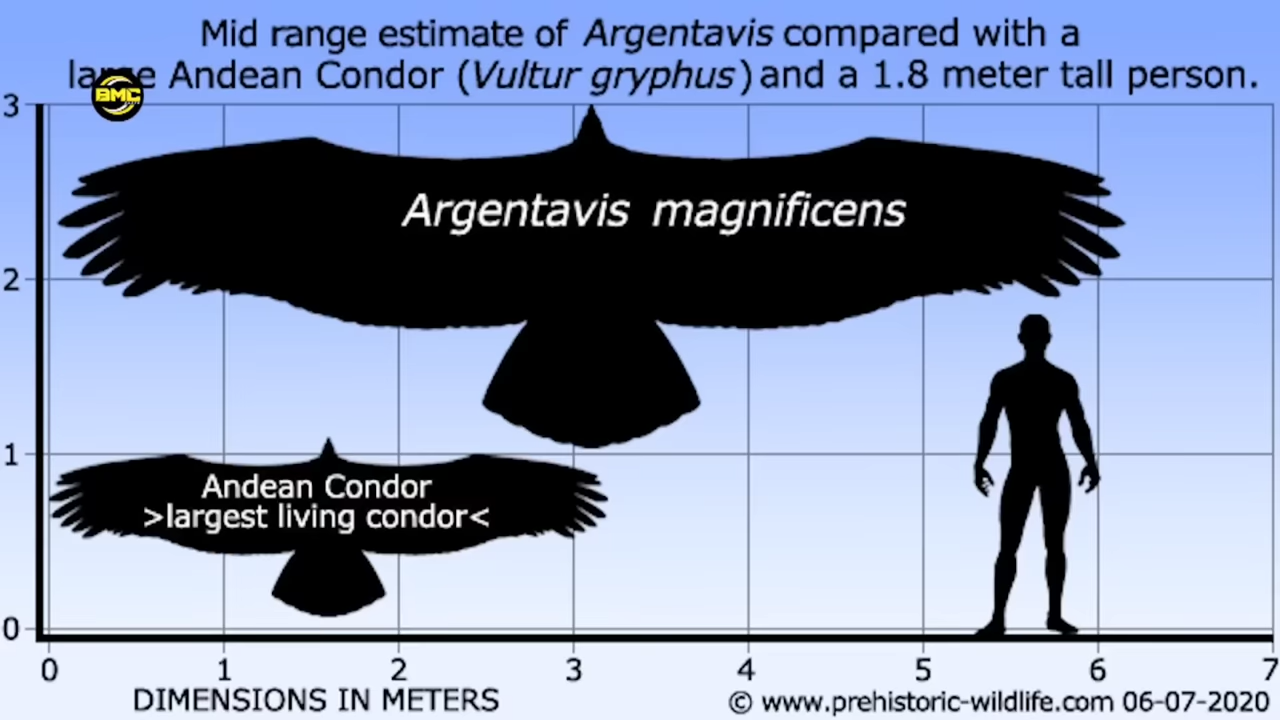 Mid range estimate of Argentavis compared with a
large Andean Condor (Vultur gryphus) and a 1.8 meter tall person.
BMC
3
Argentavis magnificens
2
1
Andean Condor
>largest living condor<
0
0 1 2 3 4 5 6 7
DIMENSIONS IN METERS
© www.prehistoric-wildlife.com 06-07-2020